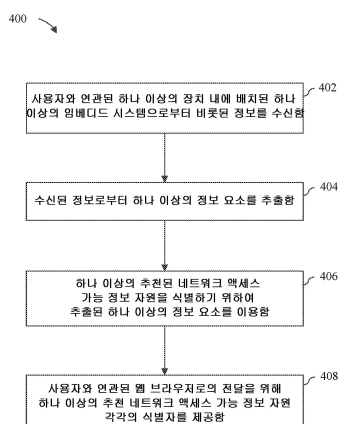 400
402
사용자와 연관된 하나 이상의 장치 내에 배치된 하나
이상의 임베디드 시스템으로부터 비롯된 정보를 수신함
404
수신된 정보로부터 하나 이상의 정보 요소를 추출함
406
하나 이상의 추천된 네트워크 액세스
가능 정보 자원을 식별하기 위하여
추출된 하나 이상의 정보 요소를 이용함
408
사용자와 연관된 웹 브라우저로의 전달을 위해
하나 이상의 추천 네트워크 액세스 가능 정보 자원
각각의 식별자를 제공함